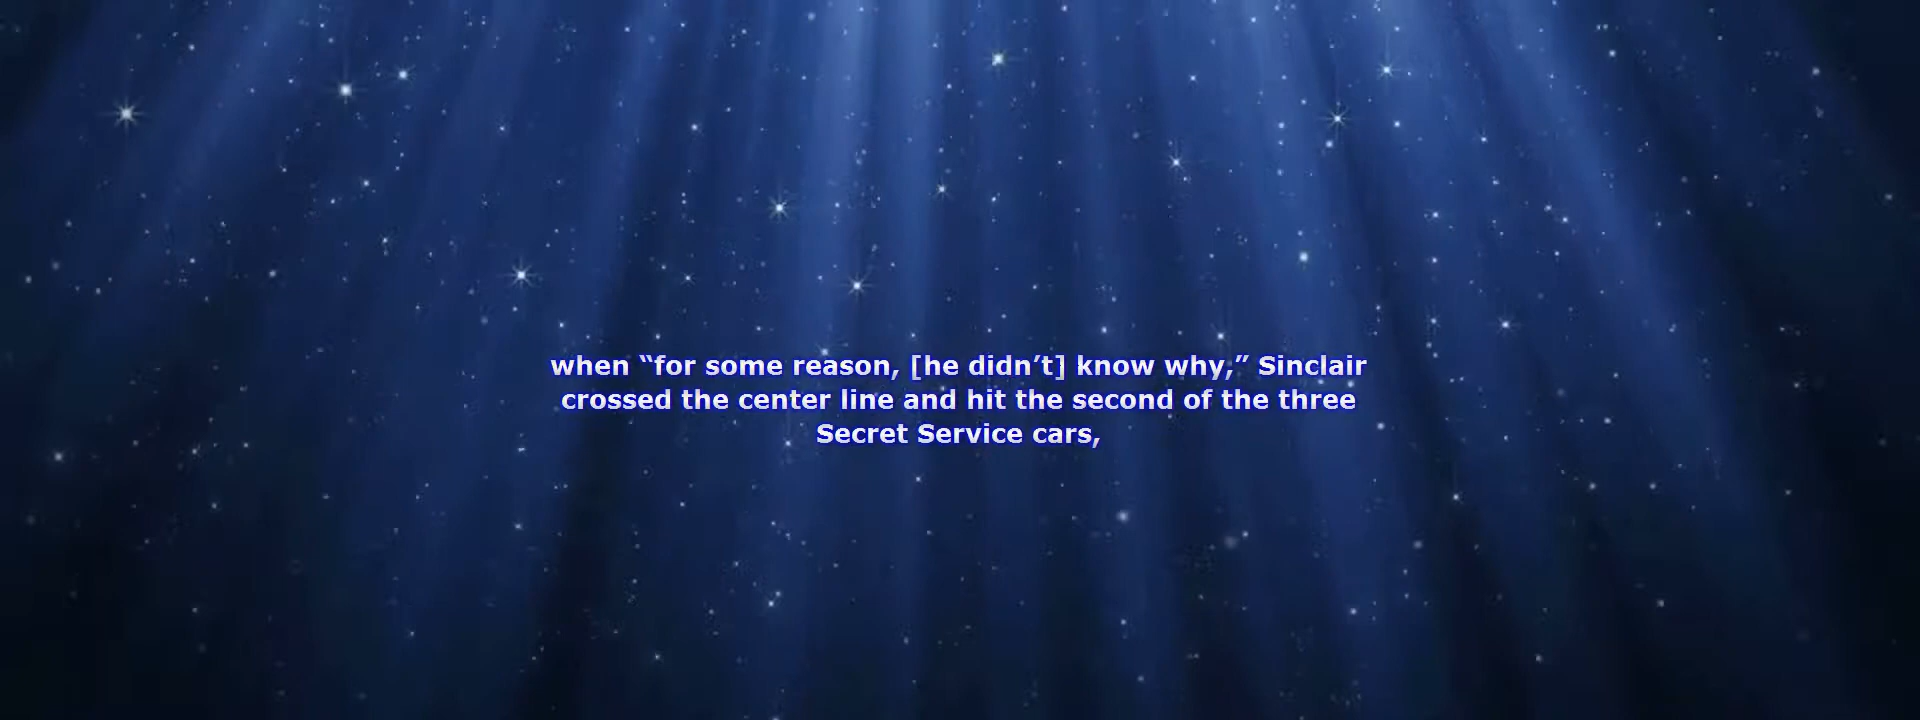 when “for some reason, [he didn’t] know why,” Sinclair
crossed the center line and hit the second of the three
Secret Service cars,